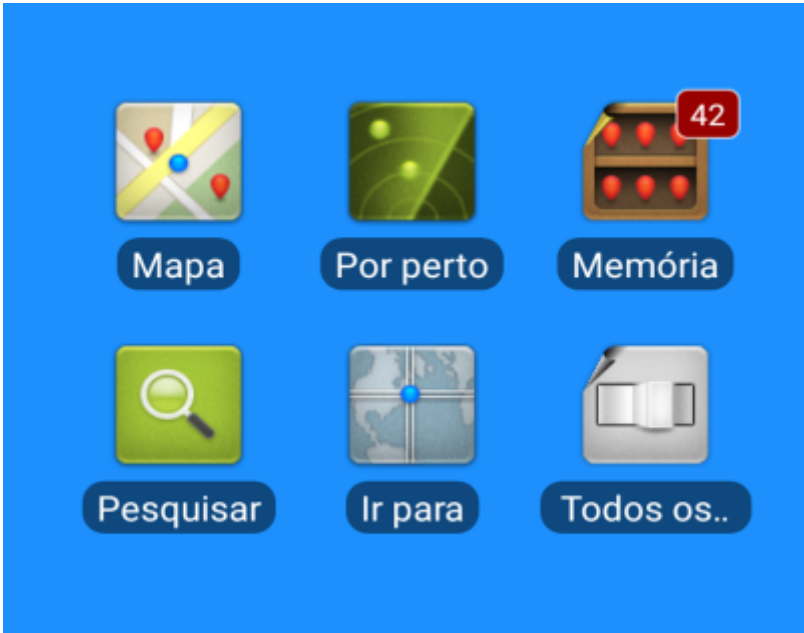 42
Mapa
Por perto
Memória
Pesquisar
Ir para
Todos os..